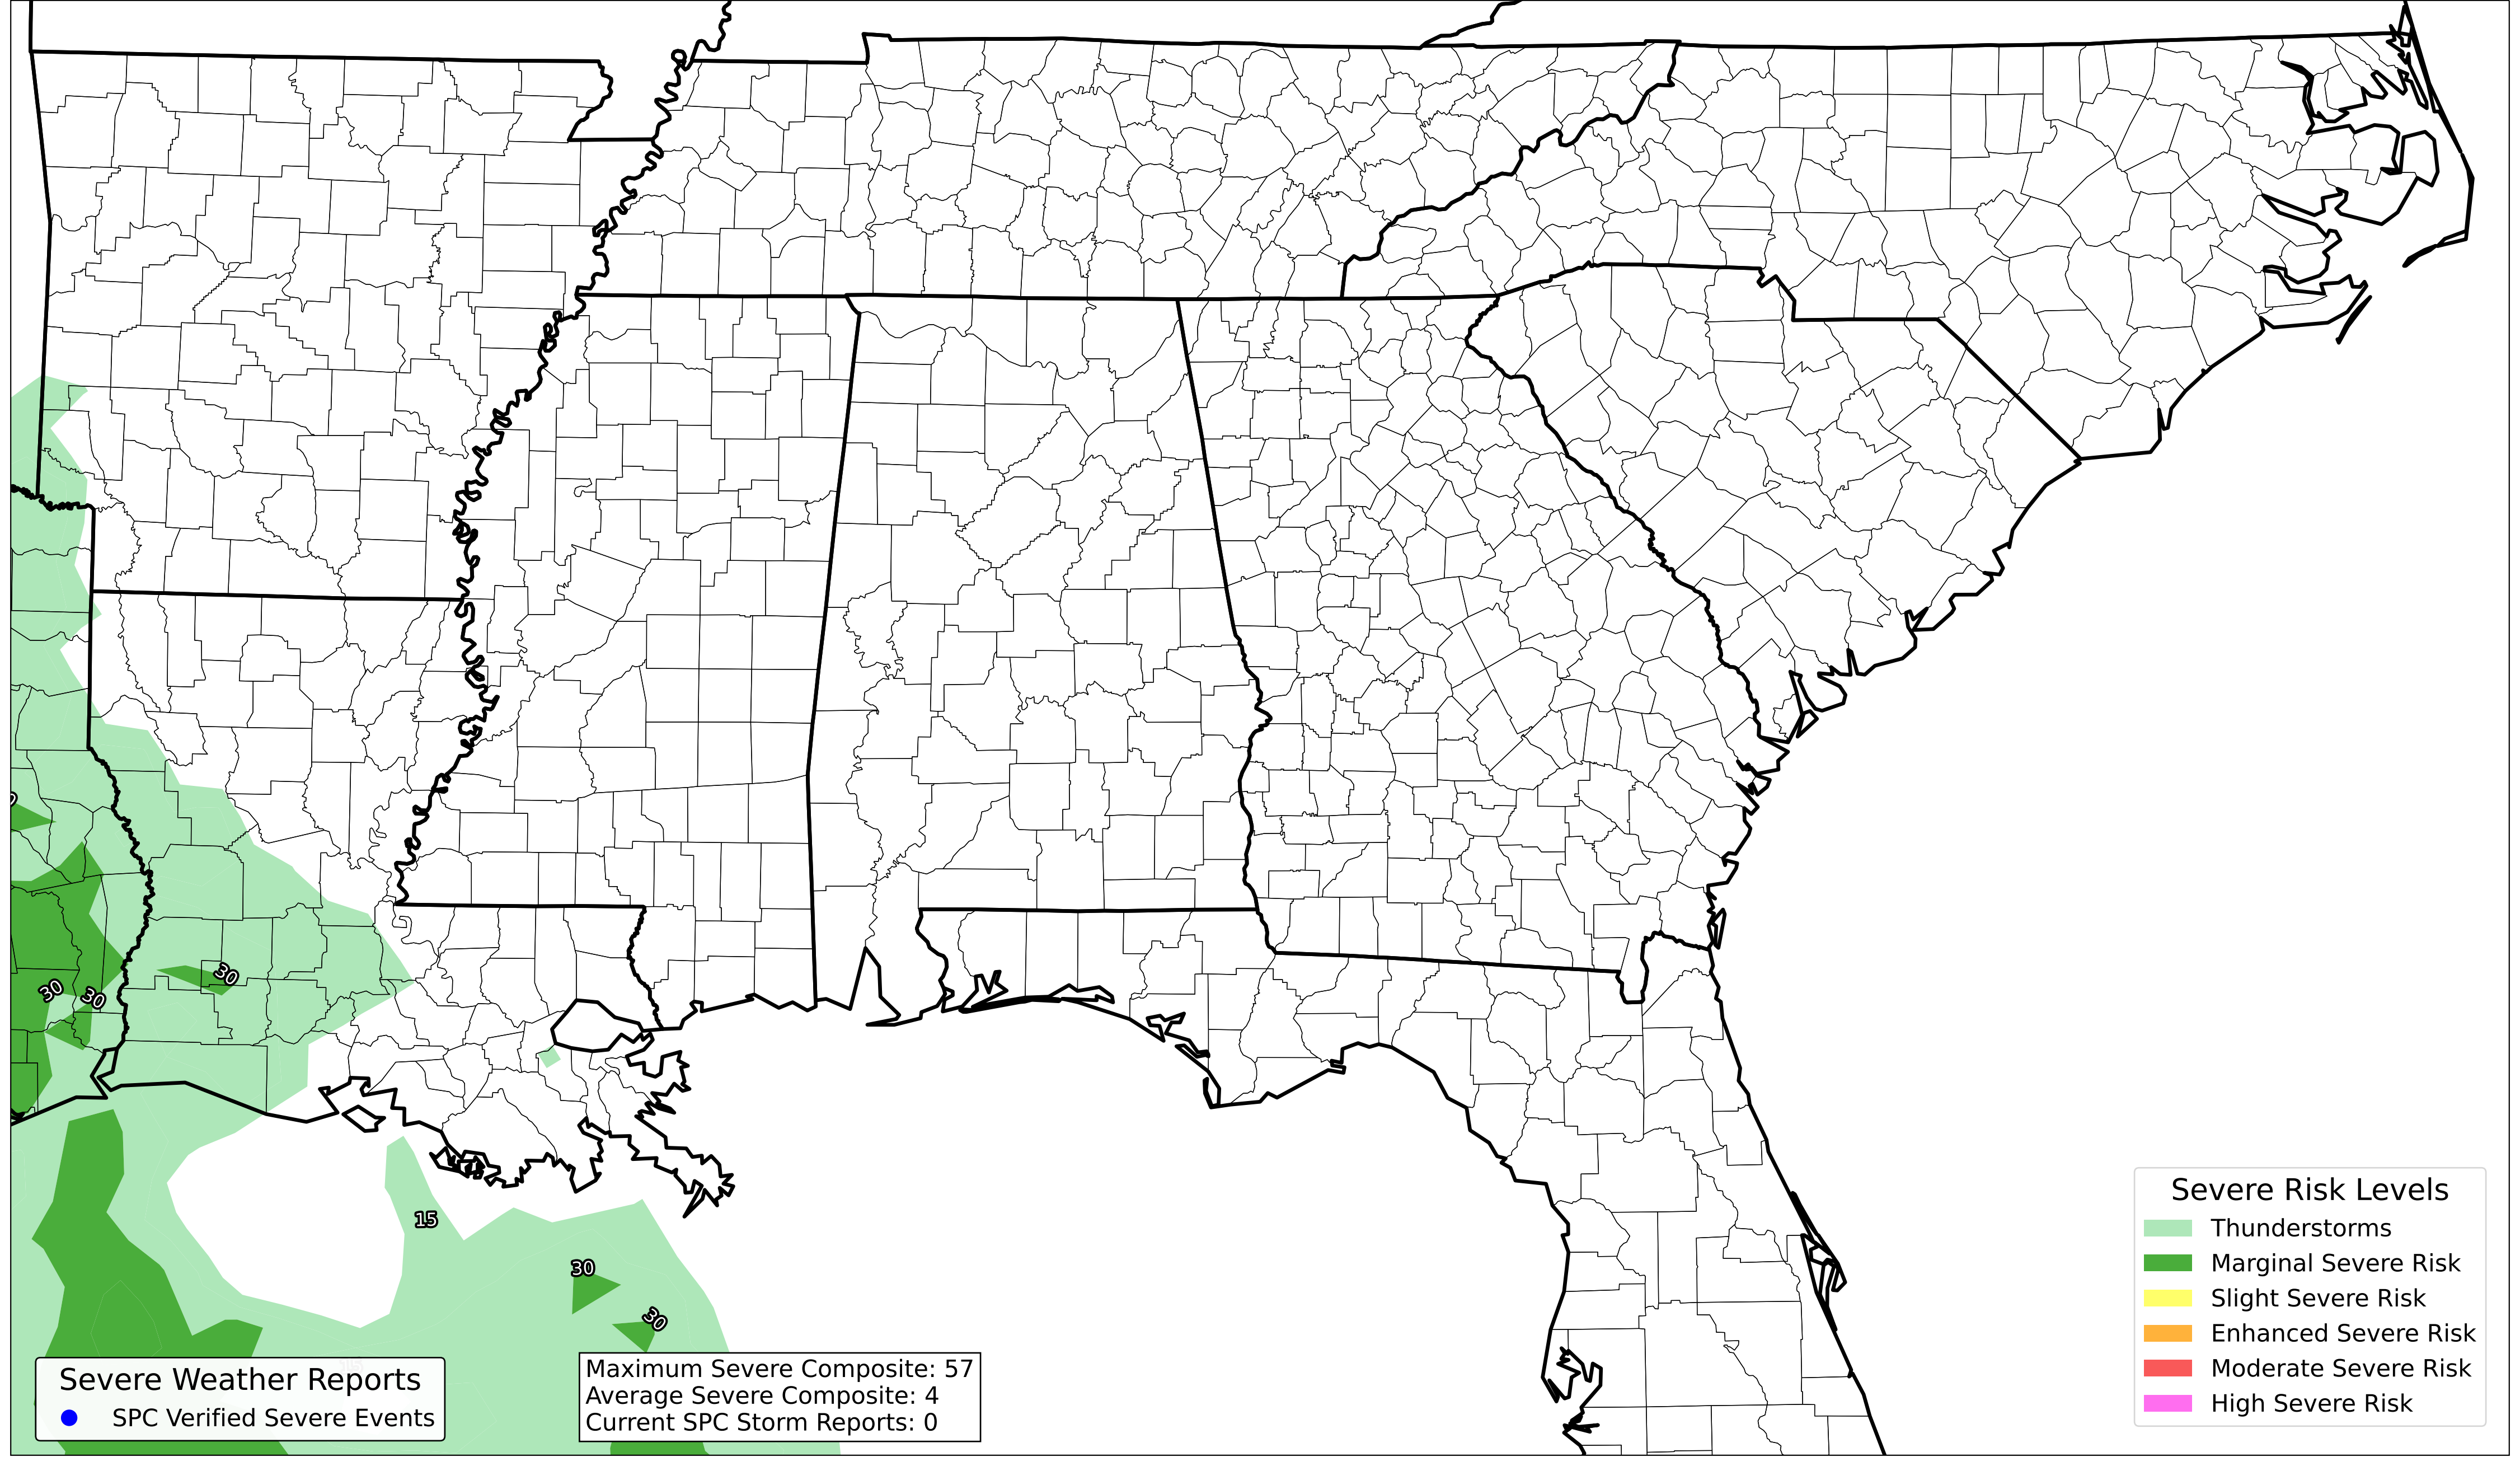 30
30
30
15
30
30
Severe Weather Reports
SPC Verified Severe Events
Maximum Severe Composite: 57
Average Severe Composite: 4
Current SPC Storm Reports: 0
Severe Risk Levels
Thunderstorms
Marginal Severe Risk
Slight Severe Risk
Enhanced Severe Risk
Moderate Severe Risk
High Severe Risk